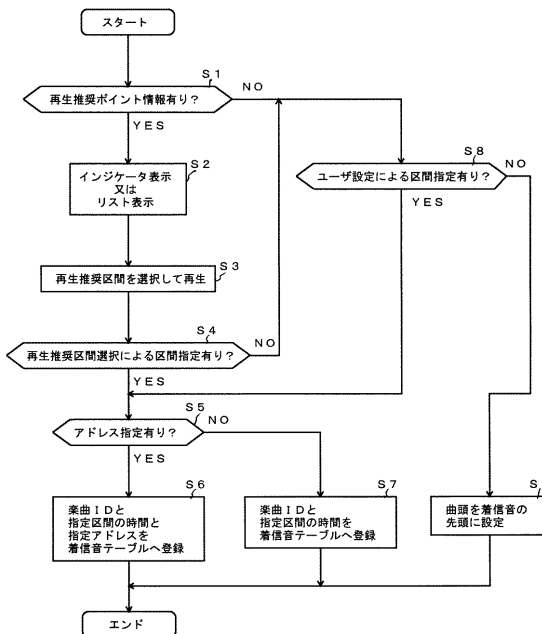 スタート
S1
再生推奨ポイント情報有り？
NO
YES
S2
インジケータ表示
又は
リスト表示
S8
ユーザ設定による区間指定有り？
NO
YES
S3
再生推奨区間を選択して再生
S4
再生推奨区間選択による区間指定有り？
NO
YES
S5
アドレス指定有り？
NO
YES
S6
楽曲IDと
指定区間の時間と
指定アドレスを
着信音テーブルへ登録
S7
楽曲IDと
指定区間の時間を
着信音テーブルへ登録
S
曲頭を着信音の
先頭に設定
エンド